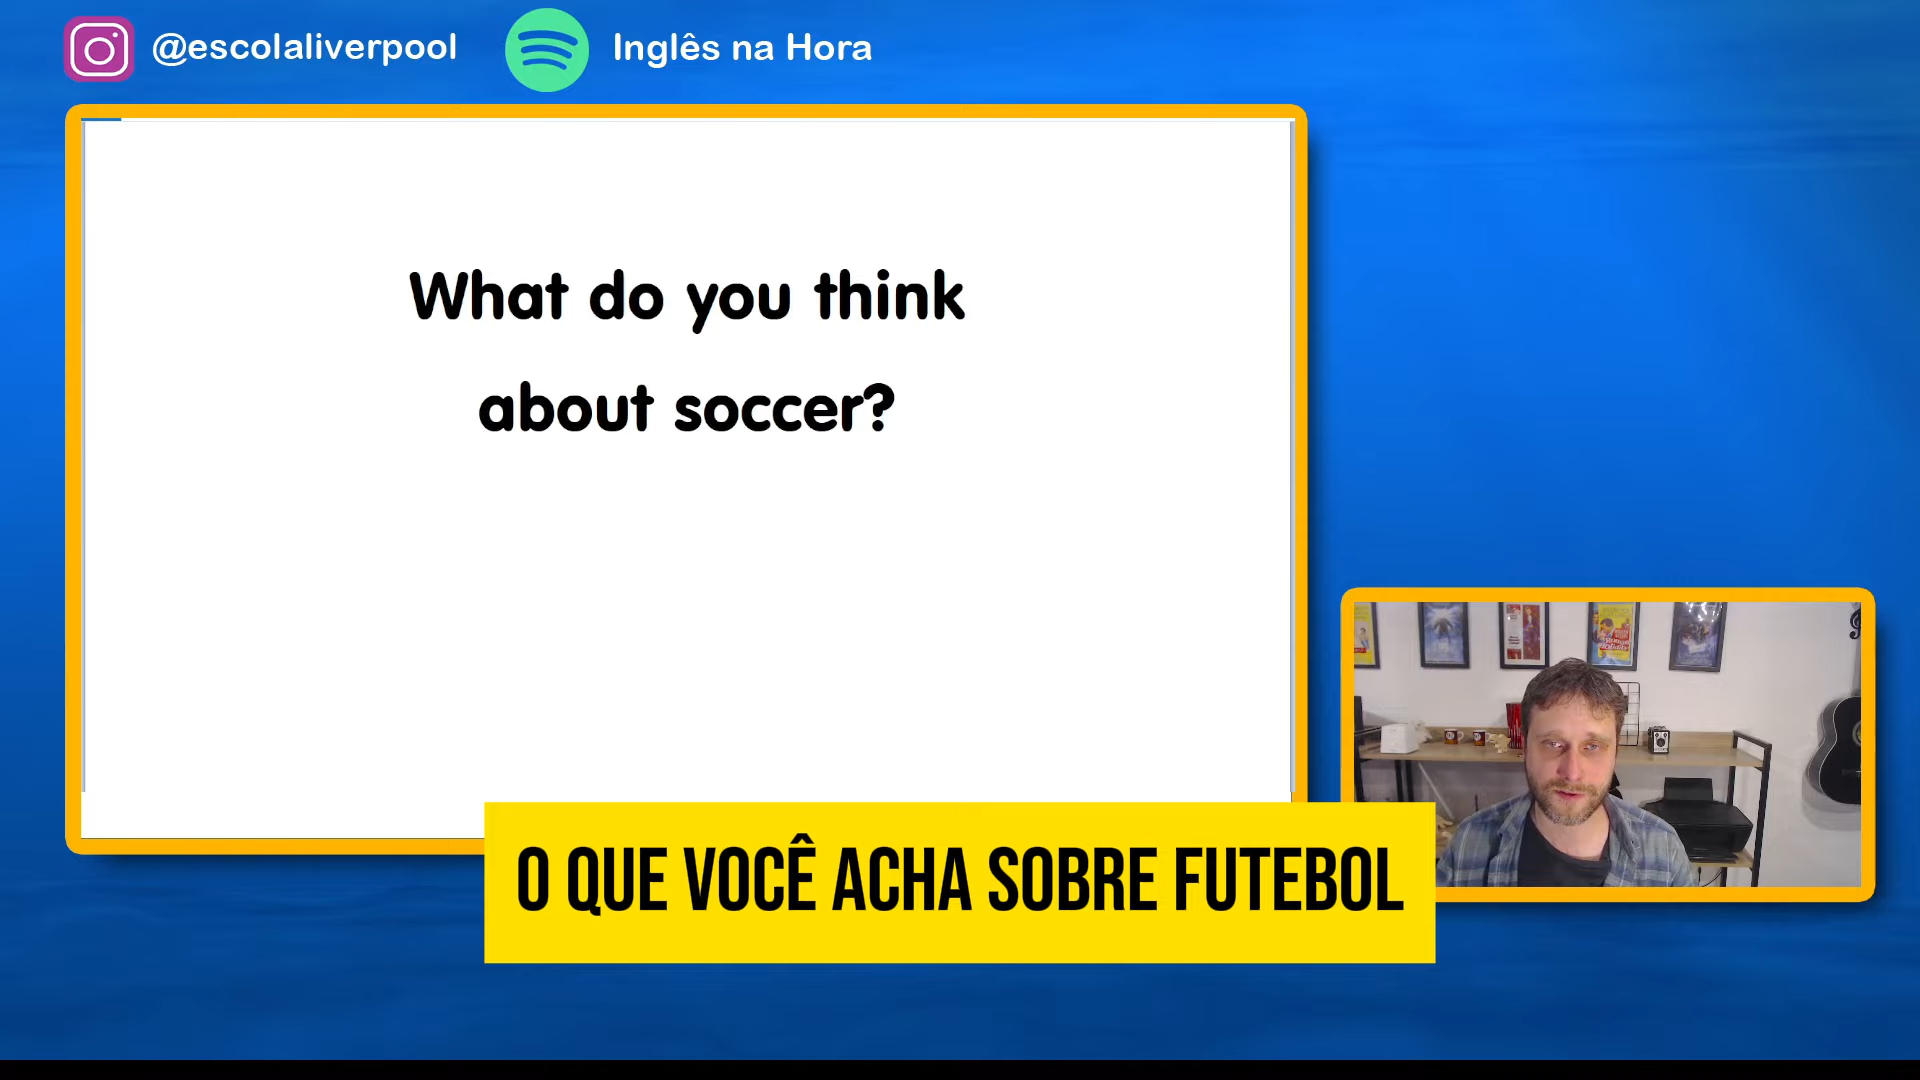 @escolaliverpool
Inglês na Hora
What do you think
about soccer?
O QUE VOCÊ ACHA SOBRE FUTEBOL